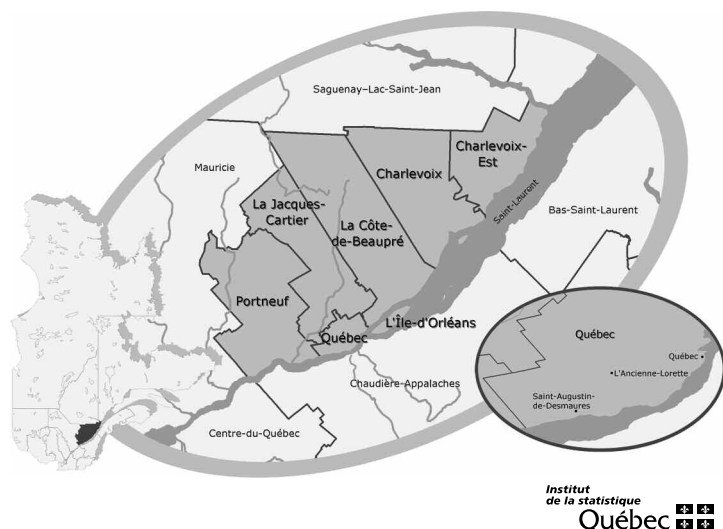 Saguenay–Lac-Saint-Jean
Charlevoix-
Est
Mauricie
Charlevoix
La Jacques-
Cartier
Saint-Laurent
Bas-Saint-Laurent
La Côte-
de-Beaupré
Portneuf
L'Île-d'Orléans
Québec
Québec
Québec
L'Ancienne-Lorette
Chaudière-Appalaches
Saint-Augustin-
de-Desmaures
Centre-du-Québec
Institut
de la statistique
Québec